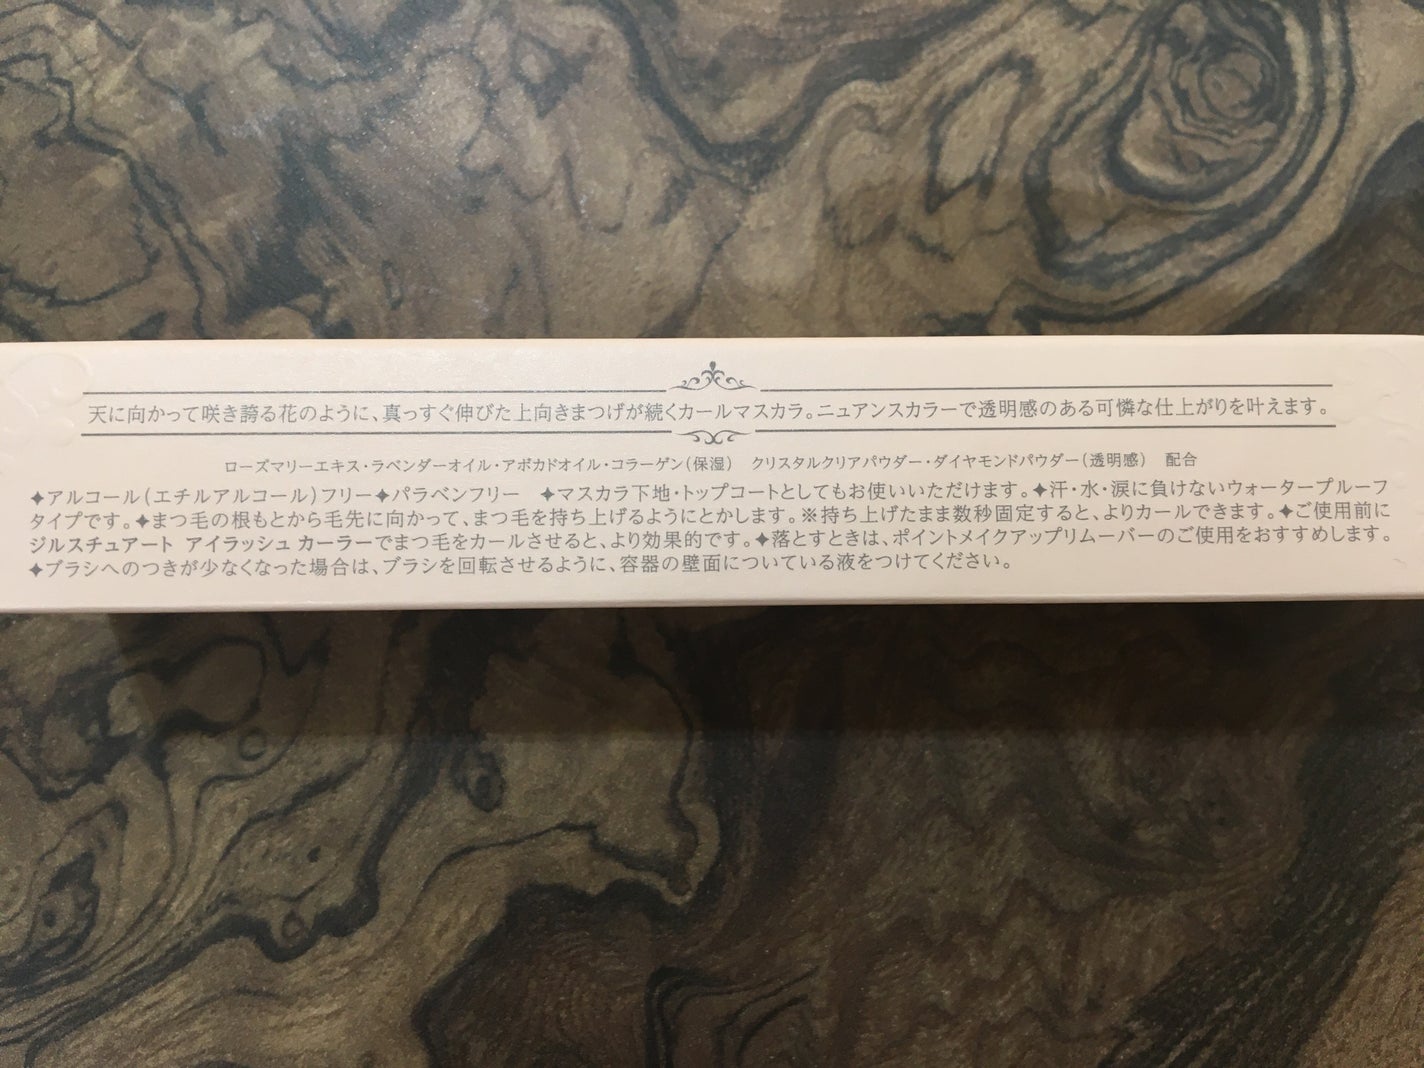 天に向かって咲き誇る花のように、真っすぐ伸びた上向きまつげが続くカールマスカラ。ニュアンスカラーで透明感のある可憐な仕上がりを叶えます。
ローズマリーエキス・ラベンダーオイル・アボカドオイル・コラーゲン(保湿)　クリスタルクリアパウダー・ダイヤモンドパウダー(透明感)　配合
✦アルコール(エチルアルコール)フリー✦パラベンフリー　✦マスカラ下地・トップコートとしてもお使いいただけます。✦汗・水・涙に負けないウォータープルーフ
タイプです。✦まつ毛の根もとから毛先に向かって、まつ毛を持ち上げるようにとかします。※持ち上げたまま数秒固定すると、よりカールできます。✦ご使用前に
ジルスチュアート アイラッシュ カーラーでまつ毛をカールさせると、より効果的です。✦落とすときは、ポイントメイクアップリムーバーのご使用をおすすめします。
✦ブラシへのつきが少なくなった場合は、ブラシを回転させるように、容器の壁面についている液をつけてください。